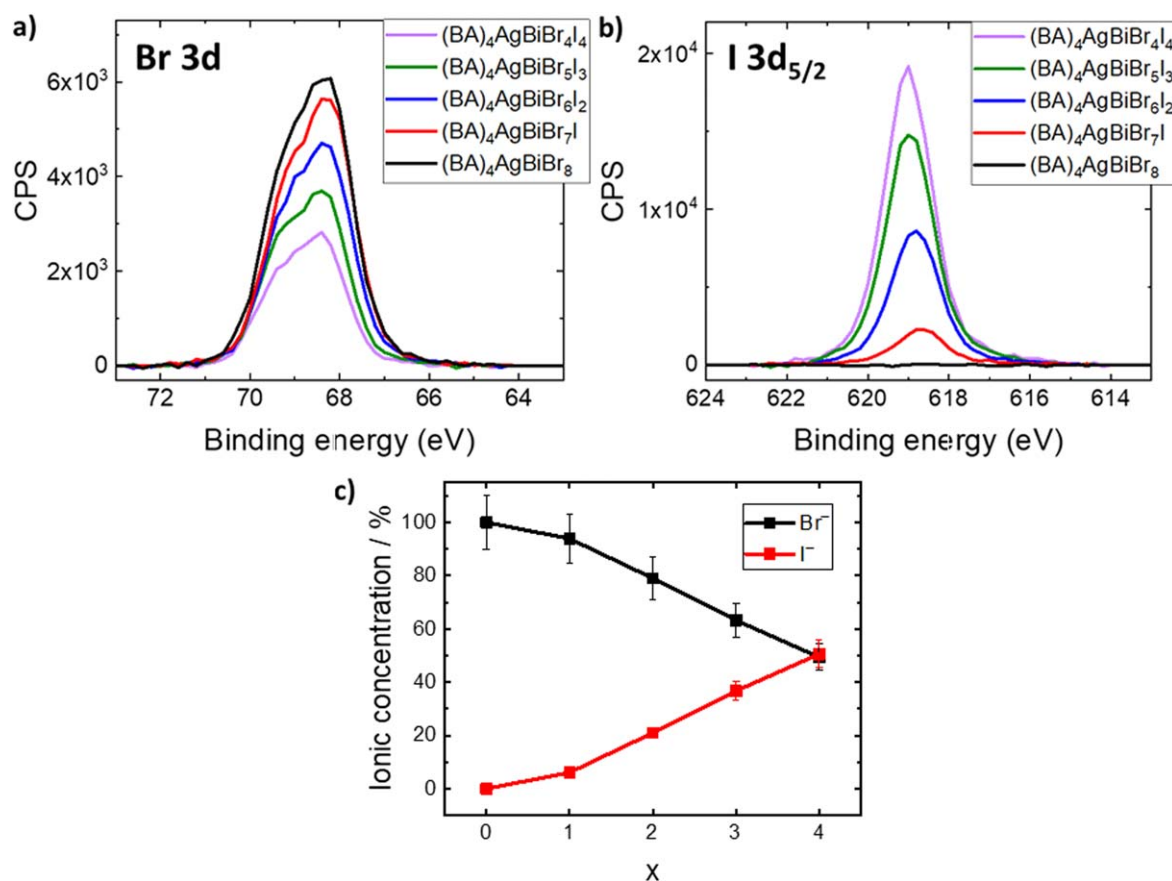 a)
Br 3d
(BA)₄AgBiBr₄I₄
(BA)₄AgBiBr₅I₃
(BA)₄AgBiBr₆I₂
(BA)₄AgBiBr₇I
(BA)₄AgBiBr₈
6x10³
4x10³
2x10³
0
CPS
72 70 68 66 64
Binding energy (eV)
b)
I 3d₅/₂
(BA)₄AgBiBr₄I₄
(BA)₄AgBiBr₅I₃
(BA)₄AgBiBr₆I₂
(BA)₄AgBiBr₇I
(BA)₄AgBiBr₈
2x10⁴
1x10⁴
0
CPS
624 622 620 618 616 614
Binding energy (eV)
c)
Br⁻
I⁻
100
80
60
40
20
0
Ionic concentration / %
0 1 2 3 4
x